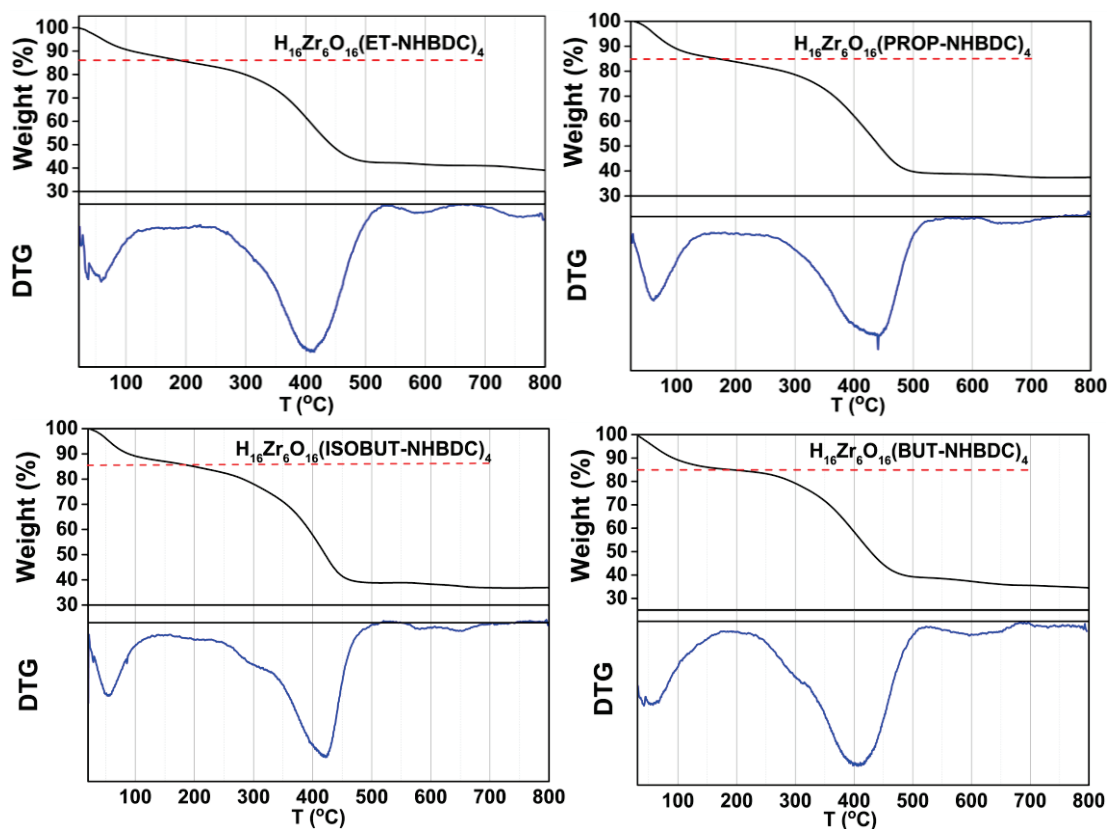 H16Zr6O16(ET-NHBDC)4
Weight (%)
100
90
80
70
60
50
40
30
DTG
100 200 300 400 500 600 700 800
T (°C)
H16Zr6O16(PROP-NHBDC)4
Weight (%)
100
90
80
70
60
50
40
30
DTG
100 200 300 400 500 600 700 800
T (°C)
H16Zr6O16(ISOBUT-NHBDC)4
Weight (%)
100
90
80
70
60
50
40
30
DTG
100 200 300 400 500 600 700 800
T (°C)
H16Zr6O16(BUT-NHBDC)4
Weight (%)
100
90
80
70
60
50
40
30
DTG
100 200 300 400 500 600 700 800
T (°C)